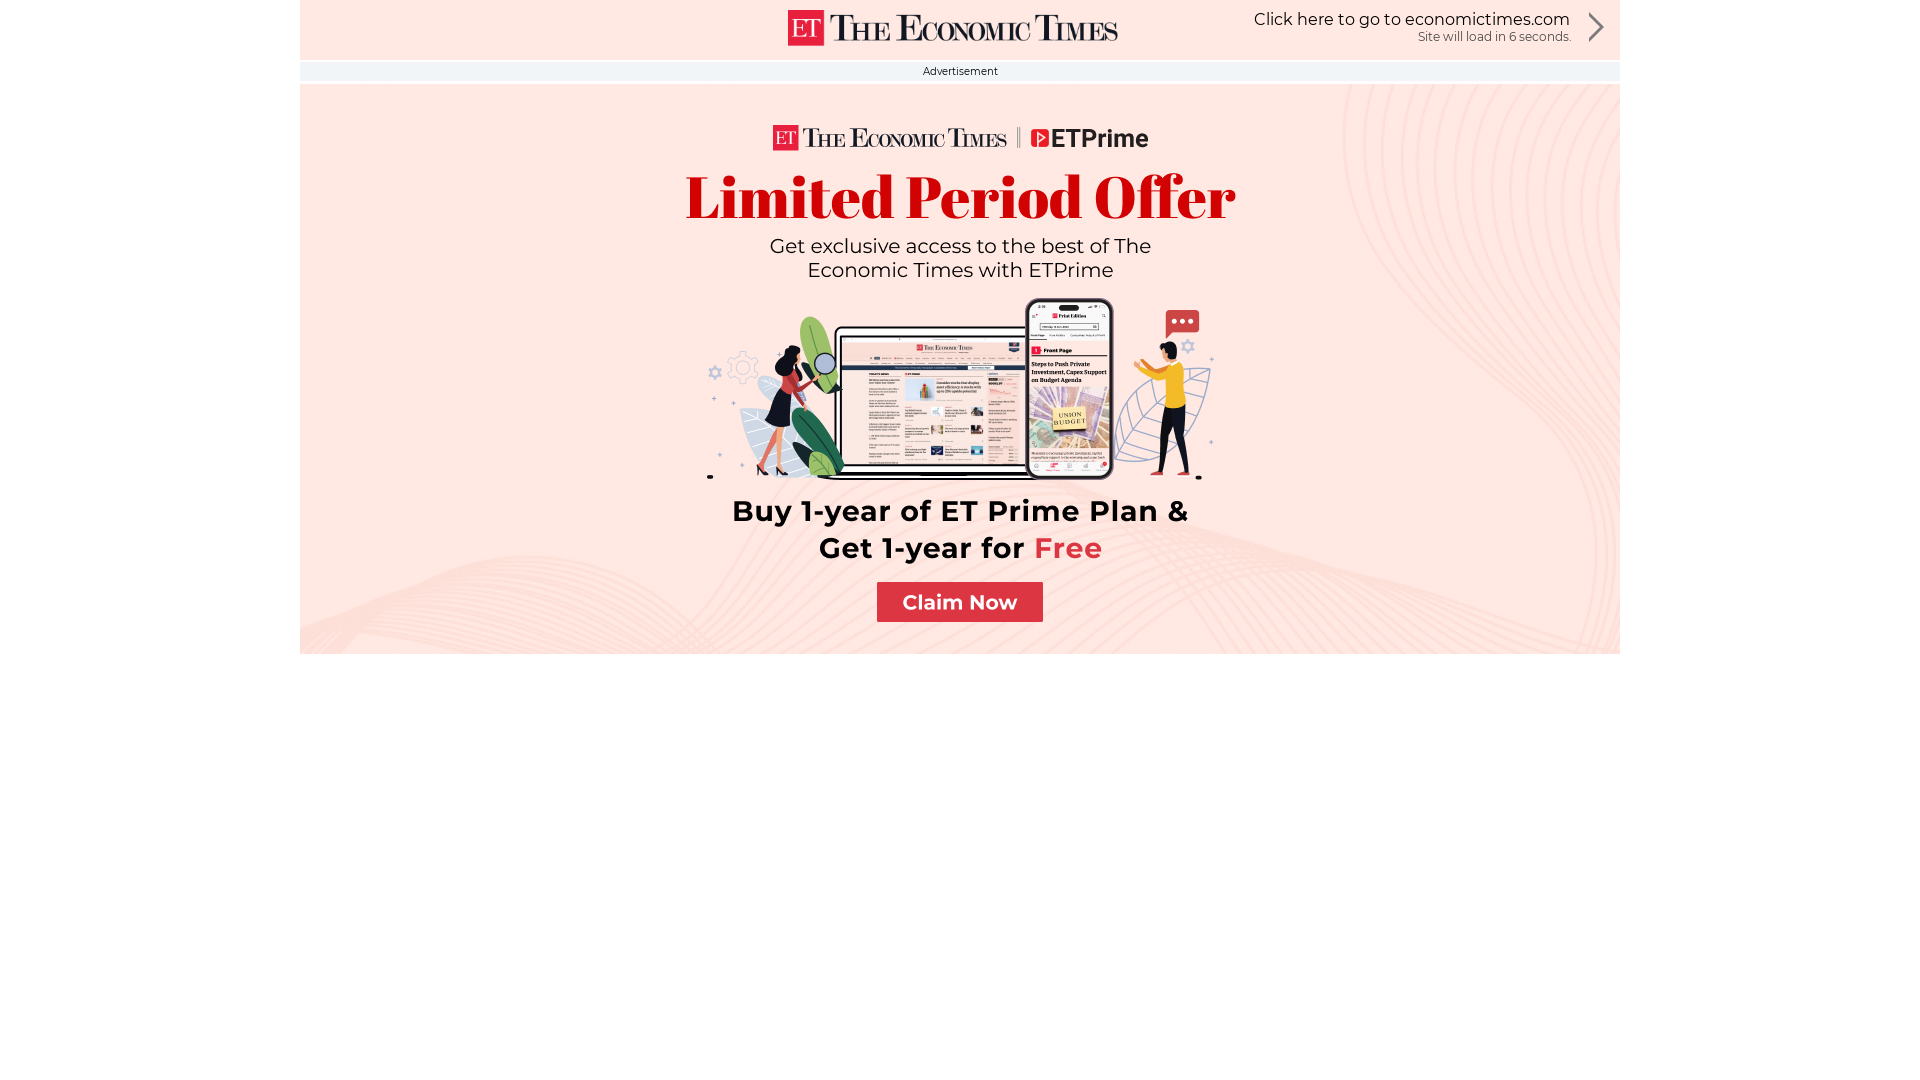 ET THE ECONOMIC TIMES
Click here to go to economictimes.com
Site will load in 6 seconds.
Advertisement
ET THE ECONOMIC TIMES | ETPrime
Limited Period Offer
Get exclusive access to the best of The
Economic Times with ETPrime
THE ECONOMIC TIMES
Print Edition
Front Page
Steps to Push Private
Investment, Capex Support
on Budget Agenda
UNION
BUDGET
Buy 1-year of ET Prime Plan &
Get 1-year for Free
Claim Now